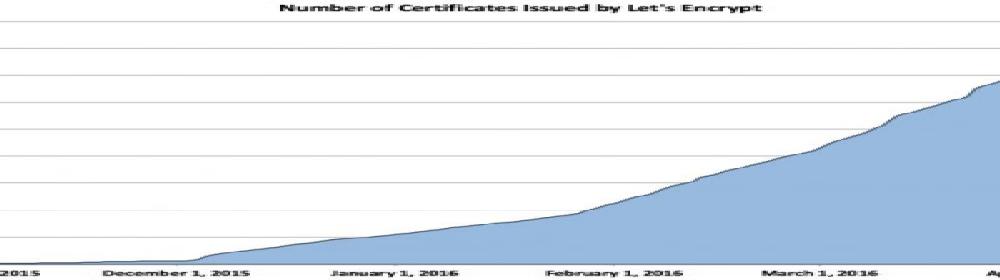 Number of Certificates Issued by Let's Encrypt
2015 December 1, 2015 January 1, 2016 February 1, 2016 March 1, 2016